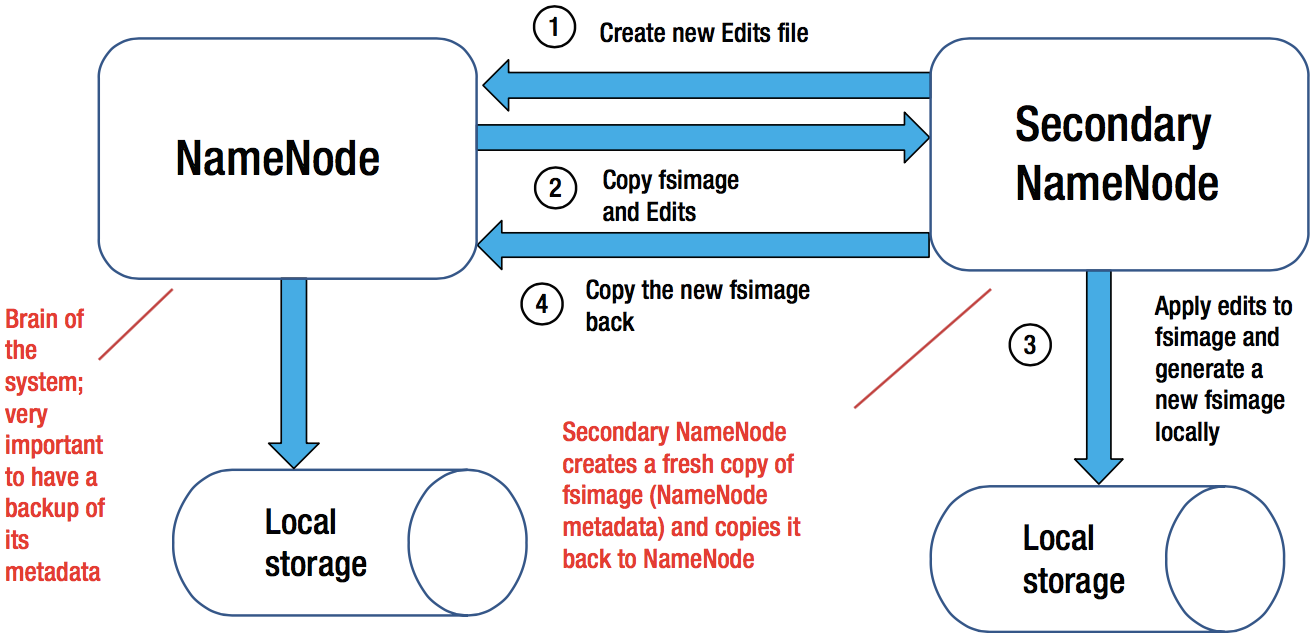 1
Create new Edits file
NameNode
Secondary
NameNode
2
Copy fsimage
and Edits
4
Copy the new fsimage
back
3
Apply edits to
fsimage and
generate a
new fsimage
locally
Brain of
the
system;
very
important
to have a
backup of
its
metadata
Secondary NameNode
creates a fresh copy of
fsimage (NameNode
metadata) and copies it
back to NameNode
Local
storage
Local
storage